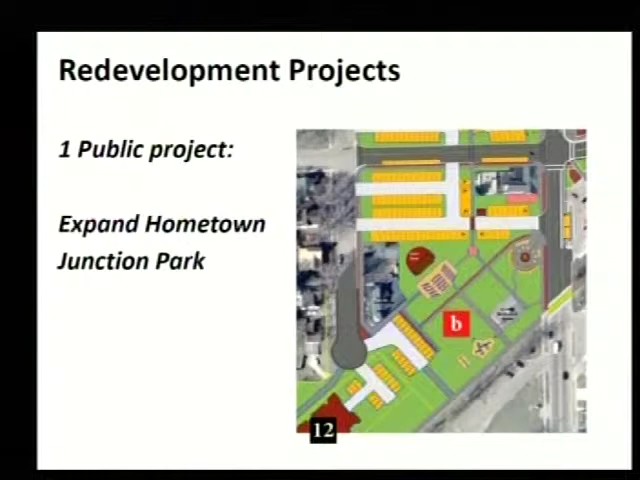 Redevelopment Projects
1 Public project:
Expand Hometown
Junction Park
b
12